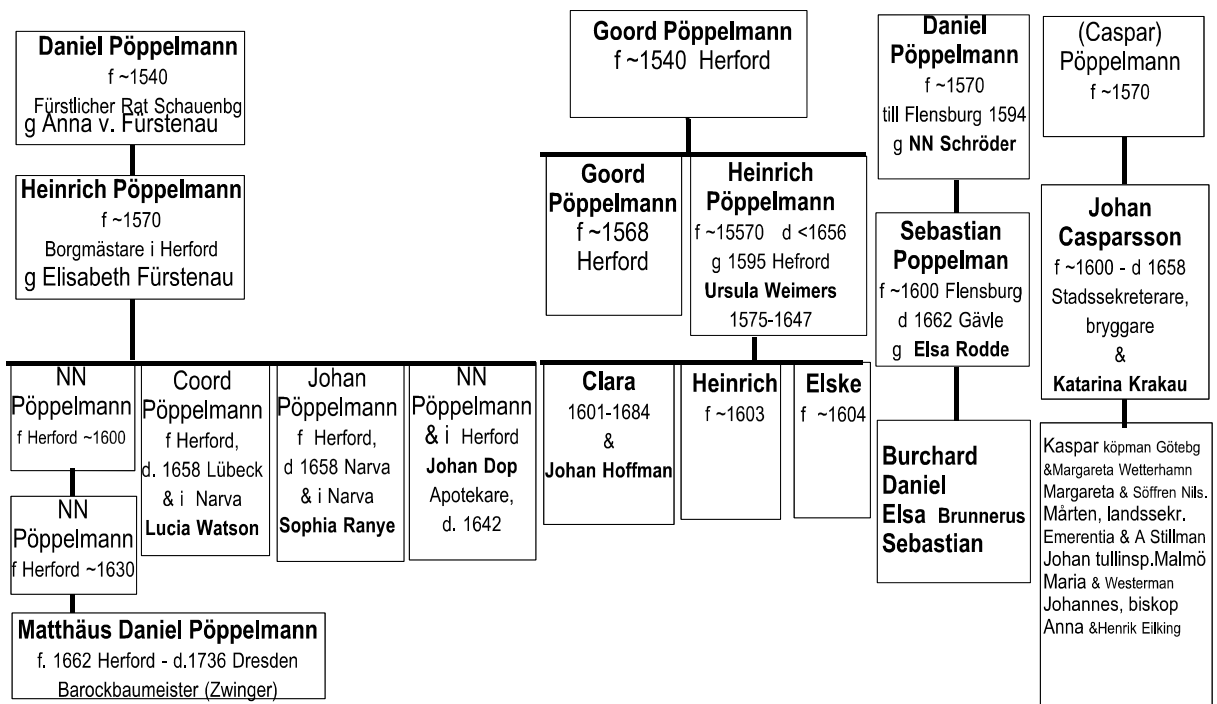 Daniel Pöppelmann
f ~1540
Fürstlicher Rat Schauenbg
g Anna v. Fürstenau
Heinrich Pöppelmann
f ~1570
Borgmästare i Herford
g Elisabeth Fürstenau
NN
Pöppelmann
f Herford ~1600
NN
Pöppelmann
f Herford ~1630
Matthäus Daniel Pöppelmann
f. 1662 Herford - d.1736 Dresden
Barockbaumeister (Zwinger)
Coord
Pöppelmann
f Herford,
d. 1658 Lübeck
& i Narva
Lucia Watson
Johan
Pöppelmann
f Herford,
d 1658 Narva
& i Narva
Sophia Ranye
NN
Pöppelmann
& i Herford
Johan Dop
Apotekare,
d. 1642
Goord Pöppelmann
f ~1540 Herford
Goord
Pöppelmann
f ~1568
Herford
Heinrich
Pöppelmann
f ~15570 d <1656
g 1595 Hefrord
Ursula Weimers
1575-1647
Clara
1601-1684
&
Johan Hoffman
Heinrich
f ~1603
Elske
f ~1604
Daniel
Pöppelmann
f ~1570
till Flensburg 1594
g NN Schröder
Sebastian
Poppelman
f ~1600 Flensburg
d 1662 Gävle
g Elsa Rodde
Burchard
Daniel
Elsa Brunnerus
Sebastian
(Caspar)
Pöppelmann
f ~1570
Johan
Casparsson
f ~1600 - d 1658
Stadssekreterare,
bryggare
&
Katarina Krakau
Kaspar köpman Götebg
&Margareta Wetterhamn
Margareta & Söffren Nils.
Mårten, landssekr.
Emerentia & A Stillman
Johan tullinsp.Malmö
Maria & Westerman
Johannes, biskop
Anna &Henrik Eilking